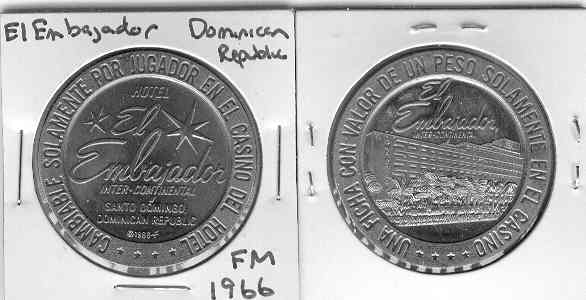 El Embajador
Dominican
Republic
CAMBIABLE SOLAMENTE POR JUGADOR EN EL CASINO DEL HOTEL
HOTEL
El
Embajador
INTER-CONTINENTAL
SANTO DOMINGO,
DOMINICAN REPUBLIC
1966
FM
1966
UNA FICHA CON VALOR DE UN PESO SOLAMENTE EN EL CASINO
El
Embajador
INTER-CONTINENTAL